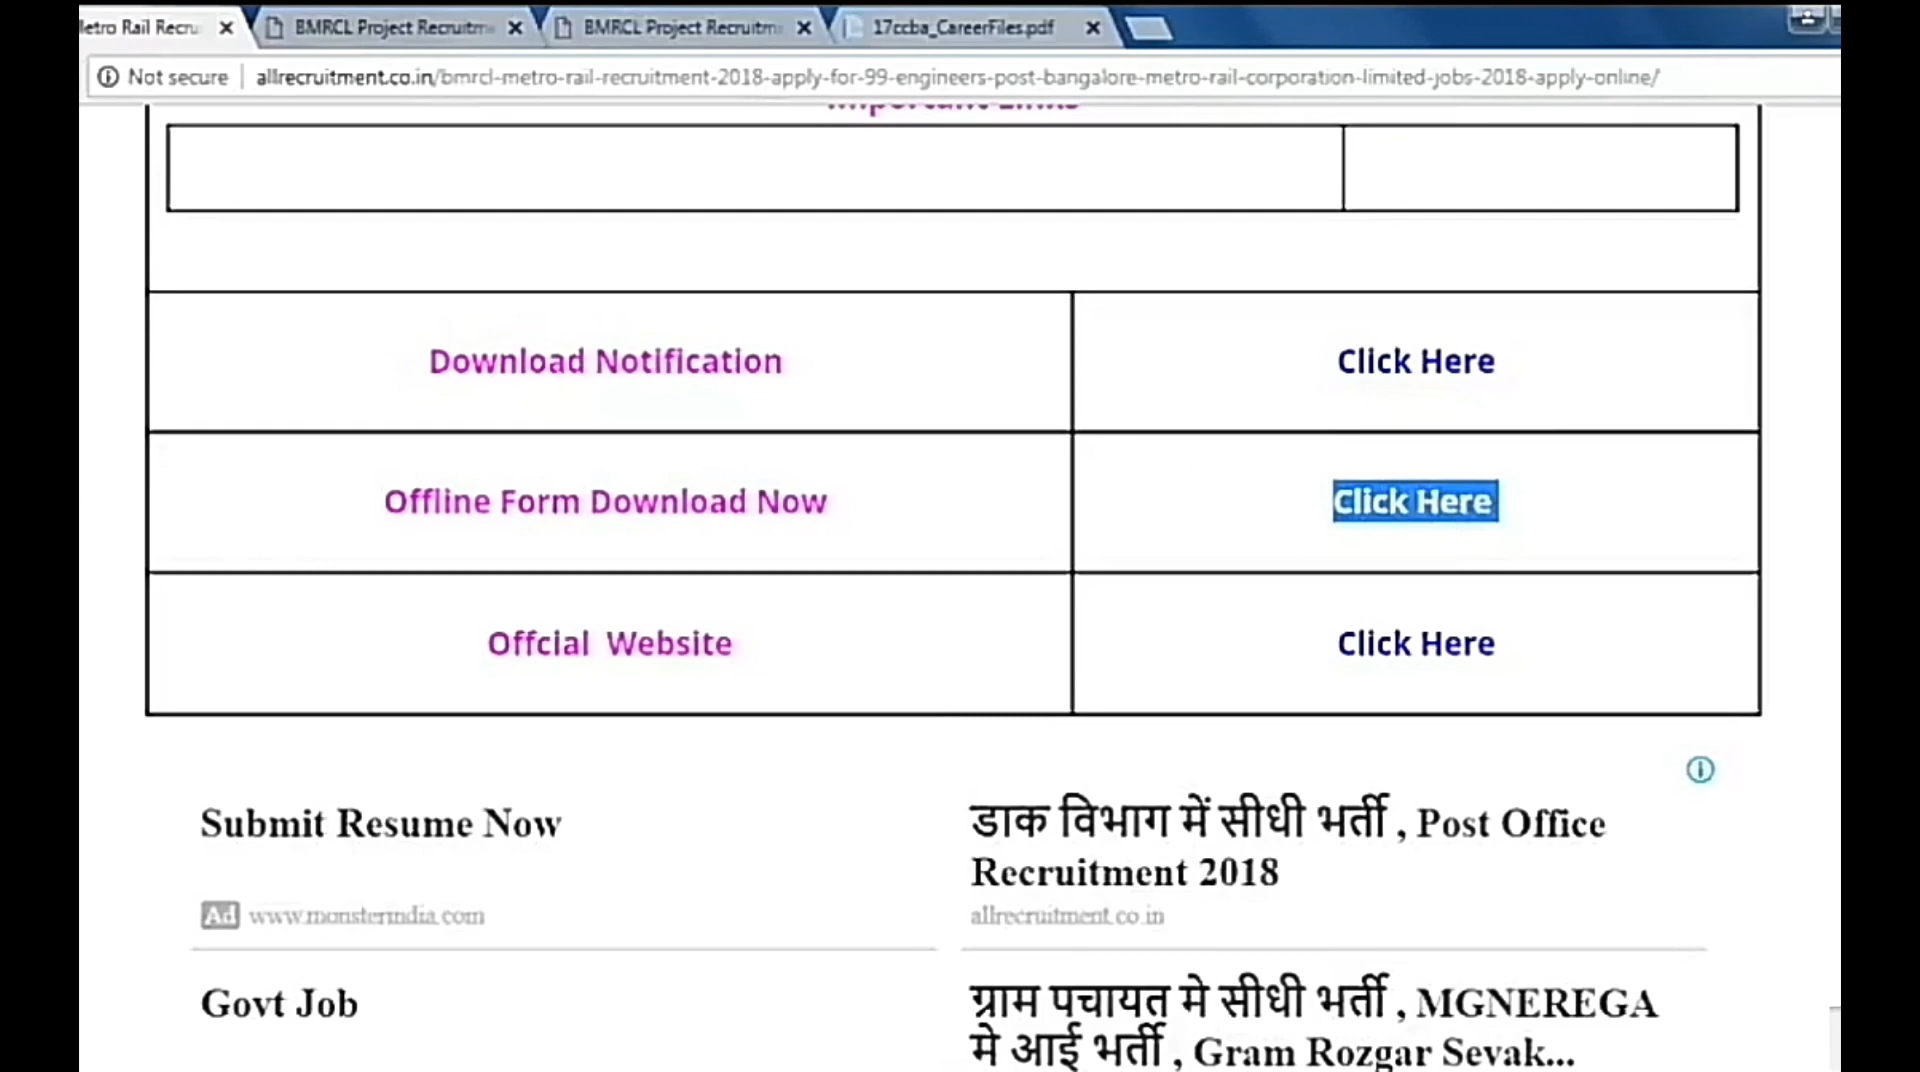 etro Rail Recru
BMRCL Project Recruitm
BMRCL Project Recruitm
17ccba_CareerFiles.pdf
Not secure
allrecruitment.co.in/bmrcl-metro-rail-recruitment-2018-apply-for-99-engineers-post-bangalore-metro-rail-corporation-limited-jobs-2018-apply-online/
Important Links
Download Notification
Click Here
Offline Form Download Now
Click Here
Offcial Website
Click Here
Submit Resume Now
Ad www.monsterindia.com
डाक विभाग में सीधी भर्ती , Post Office
Recruitment 2018
allrecruitment.co.in
Govt Job
ग्राम पचायत मे सीधी भर्ती , MGNEREGA
मे आई भर्ती , Gram Rozgar Sevak...